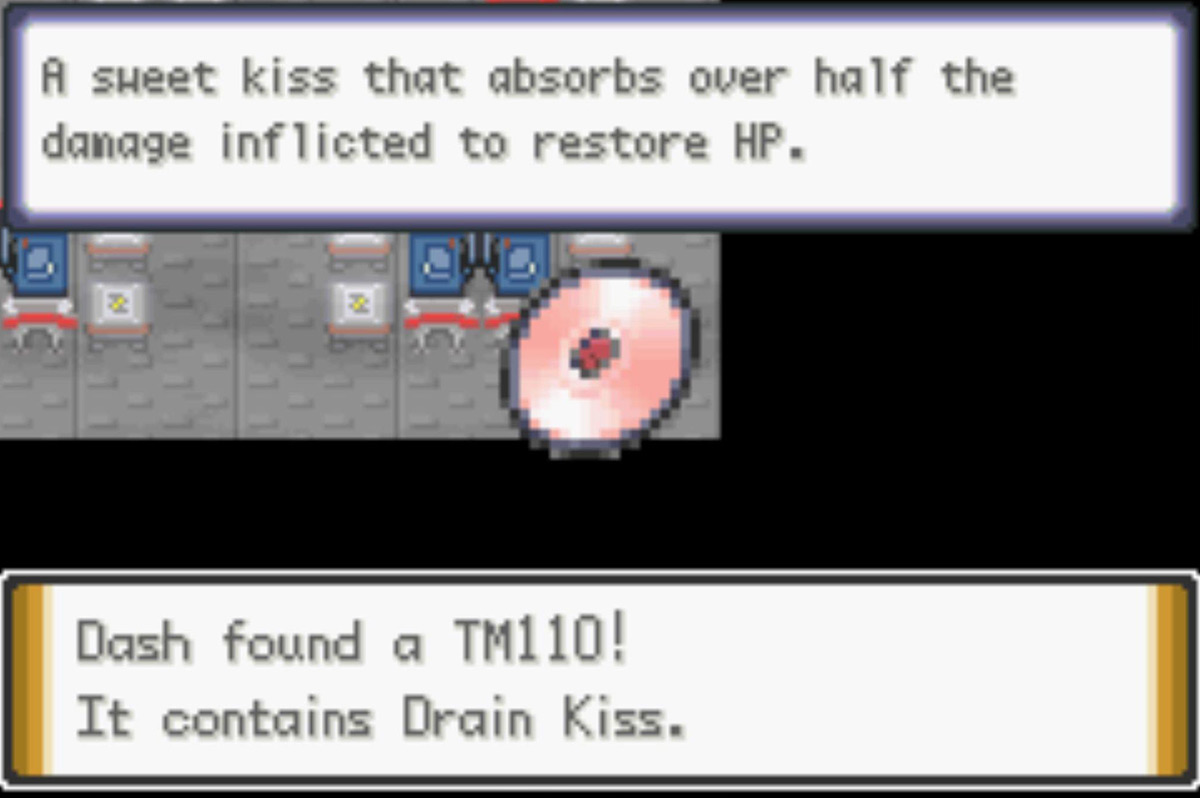 A sweet kiss that absorbs over half the
damage inflicted to restore HP.
Dash found a TM110!
It contains Drain Kiss.